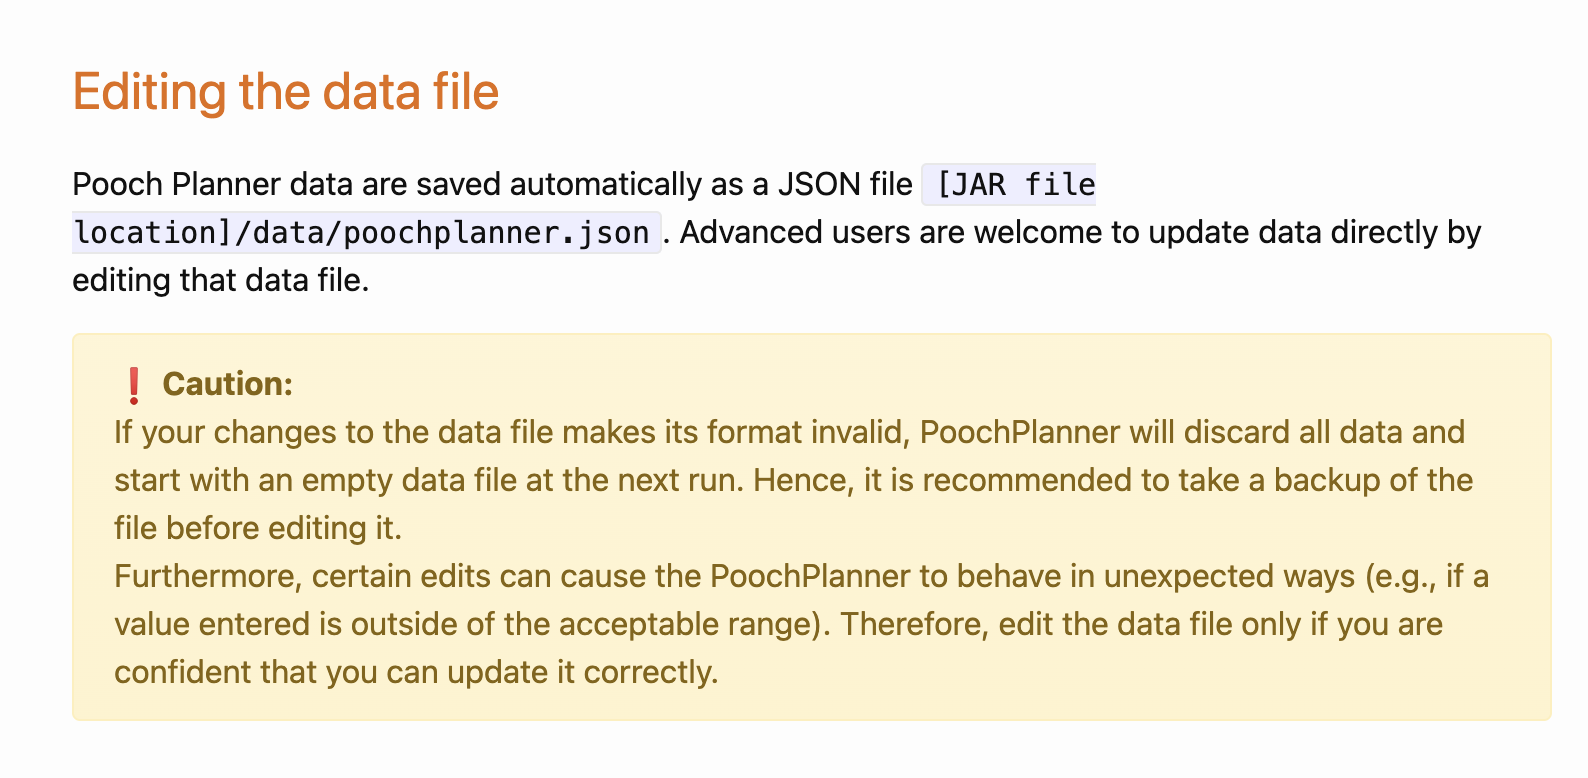 Editing the data file
Pooch Planner data are saved automatically as a JSON file [JAR file
location]/data/poochplanner.json. Advanced users are welcome to update data directly by
editing that data file.
❗ Caution:
If your changes to the data file makes its format invalid, PoochPlanner will discard all data and
start with an empty data file at the next run. Hence, it is recommended to take a backup of the
file before editing it.
Furthermore, certain edits can cause the PoochPlanner to behave in unexpected ways (e.g., if a
value entered is outside of the acceptable range). Therefore, edit the data file only if you are
confident that you can update it correctly.